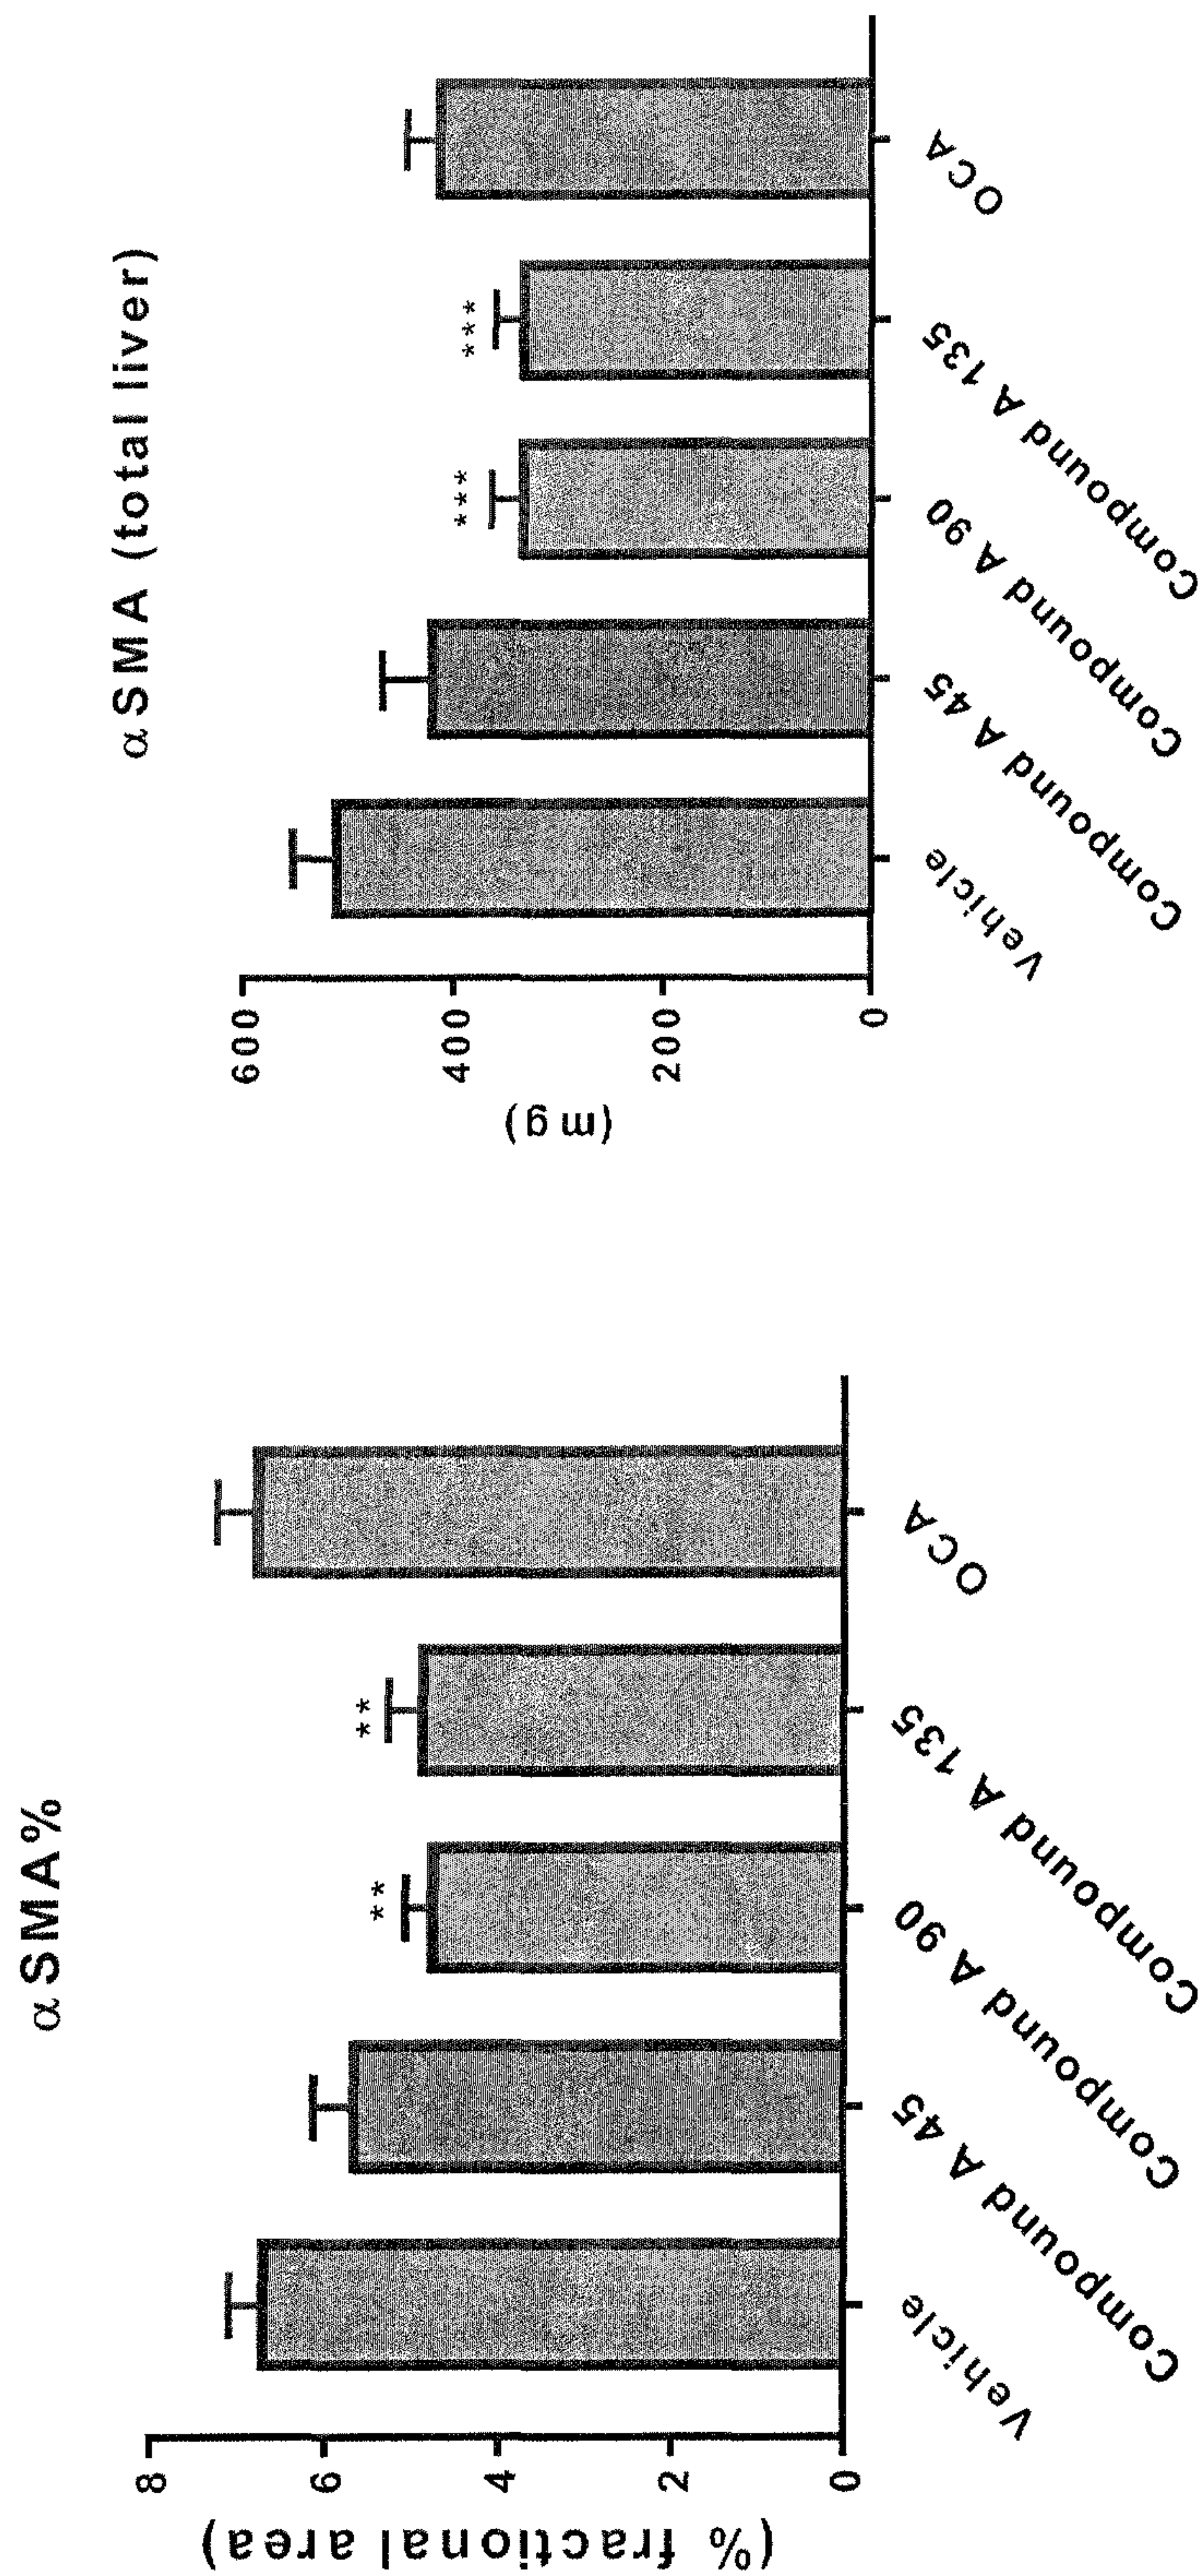 αSMA%
(% fractional area)
8
6
4
2
0
**
**
Vehicle
Compound A 45
Compound A 90
Compound A 135
OCA
αSMA (total liver)
(mg)
600
400
200
0
***
***
Vehicle
Compound A 45
Compound A 90
Compound A 135
OCA